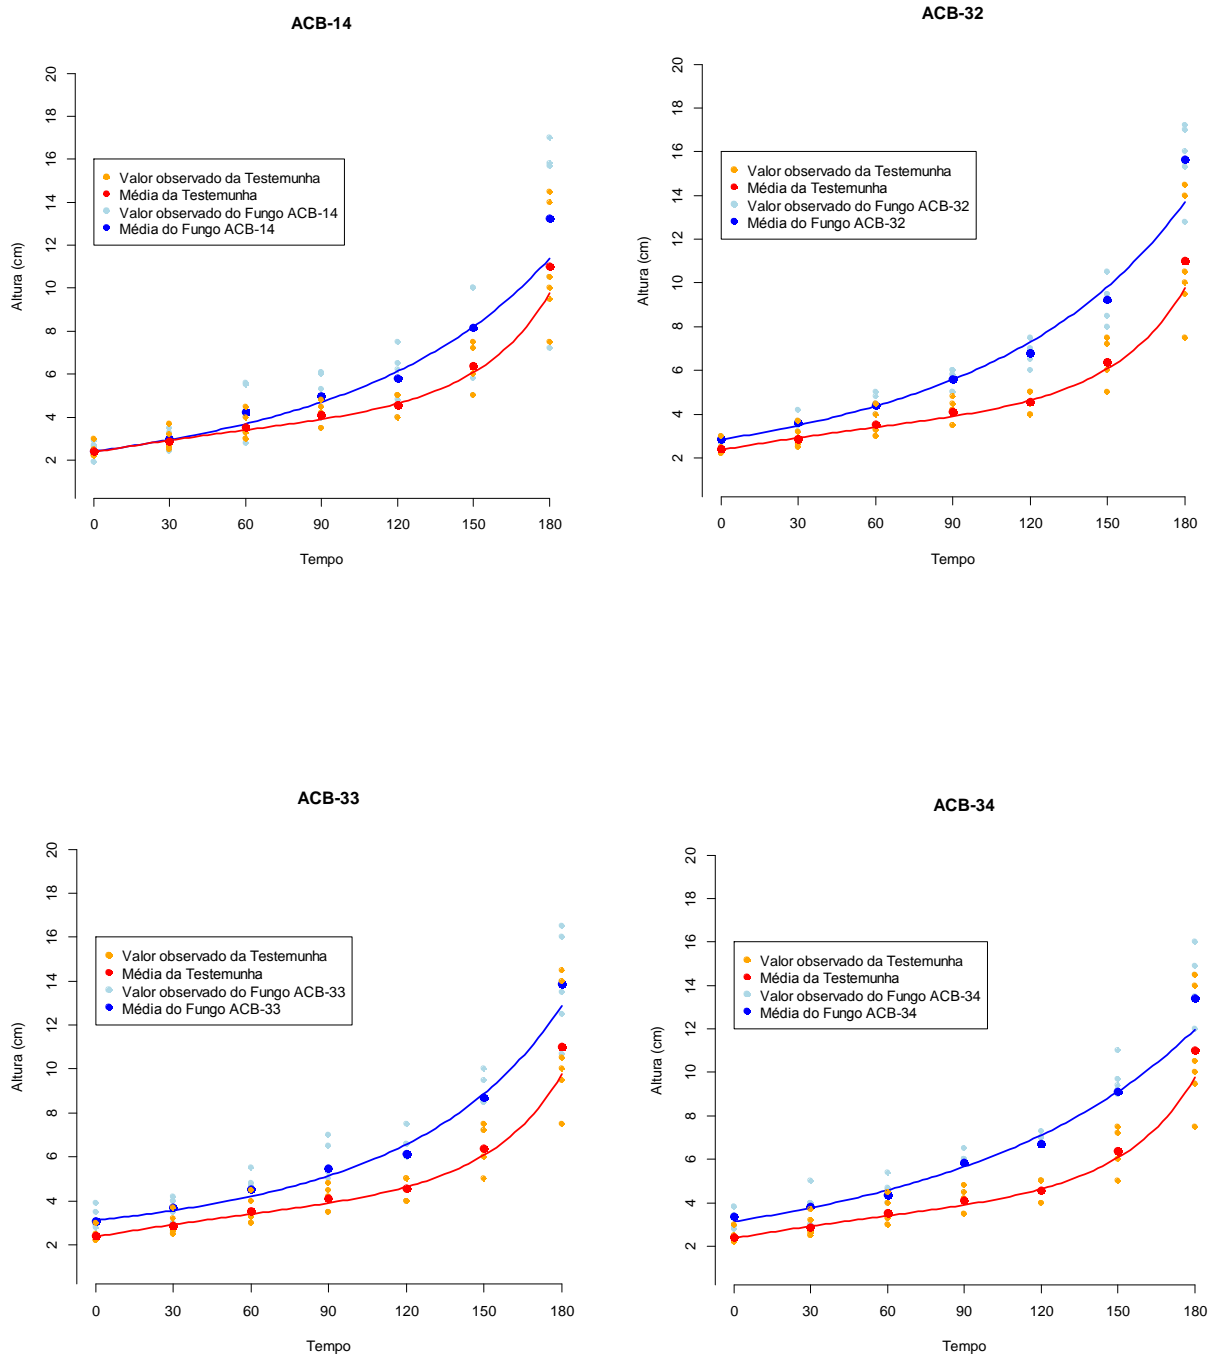 ACB-14
Altura (cm)
20
18
16
14
12
10
8
6
4
2
Valor observado da Testemunha
Média da Testemunha
Valor observado do Fungo ACB-14
Média do Fungo ACB-14
0 30 60 90 120 150 180
Tempo
ACB-32
Altura (cm)
20
18
16
14
12
10
8
6
4
2
Valor observado da Testemunha
Média da Testemunha
Valor observado do Fungo ACB-32
Média do Fungo ACB-32
0 30 60 90 120 150 180
Tempo
ACB-33
Altura (cm)
20
18
16
14
12
10
8
6
4
2
Valor observado da Testemunha
Média da Testemunha
Valor observado do Fungo ACB-33
Média do Fungo ACB-33
0 30 60 90 120 150 180
Tempo
ACB-34
Altura (cm)
20
18
16
14
12
10
8
6
4
2
Valor observado da Testemunha
Média da Testemunha
Valor observado do Fungo ACB-34
Média do Fungo ACB-34
0 30 60 90 120 150 180
Tempo